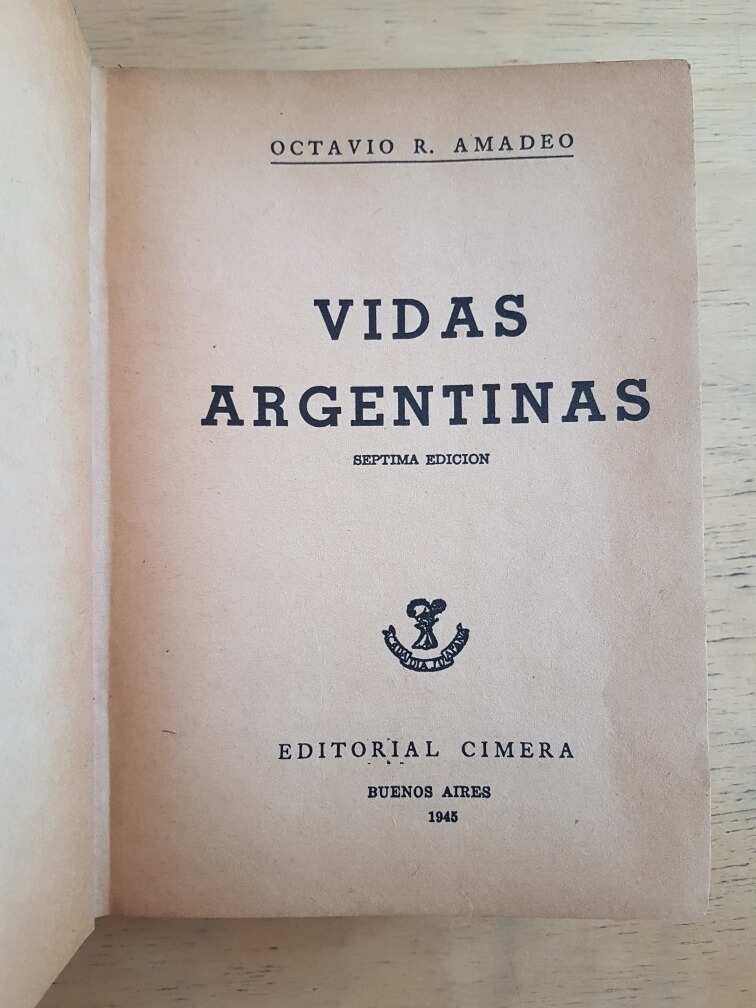 OCTAVIO R. AMADEO
VIDAS
ARGENTINAS
SEPTIMA EDICION
EDITORIAL CIMERA
BUENOS AIRES
1945